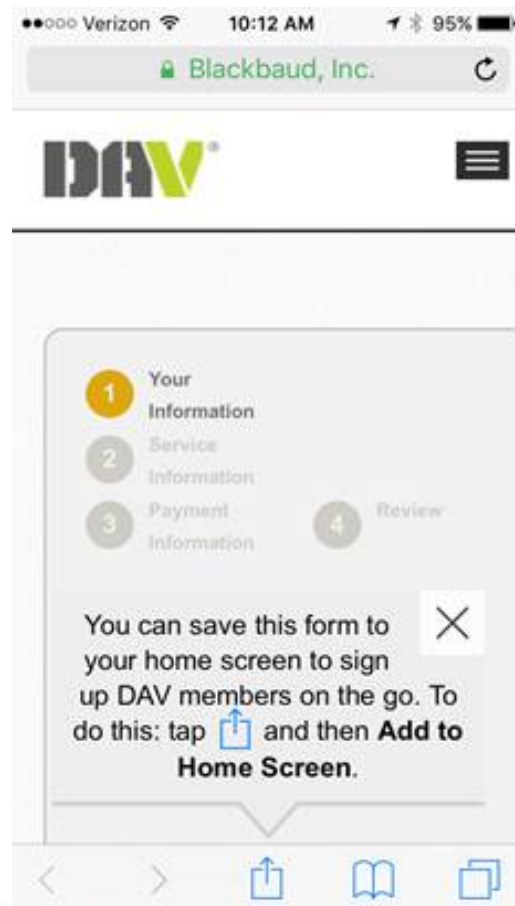 Verizon 10:12 AM 95%
Blackbaud, Inc.
DAV®
1 Your
Information
2 Service
Information
3 Payment
Information
4 Review
You can save this form to
your home screen to sign
up DAV members on the go. To
do this: tap and then Add to
Home Screen.